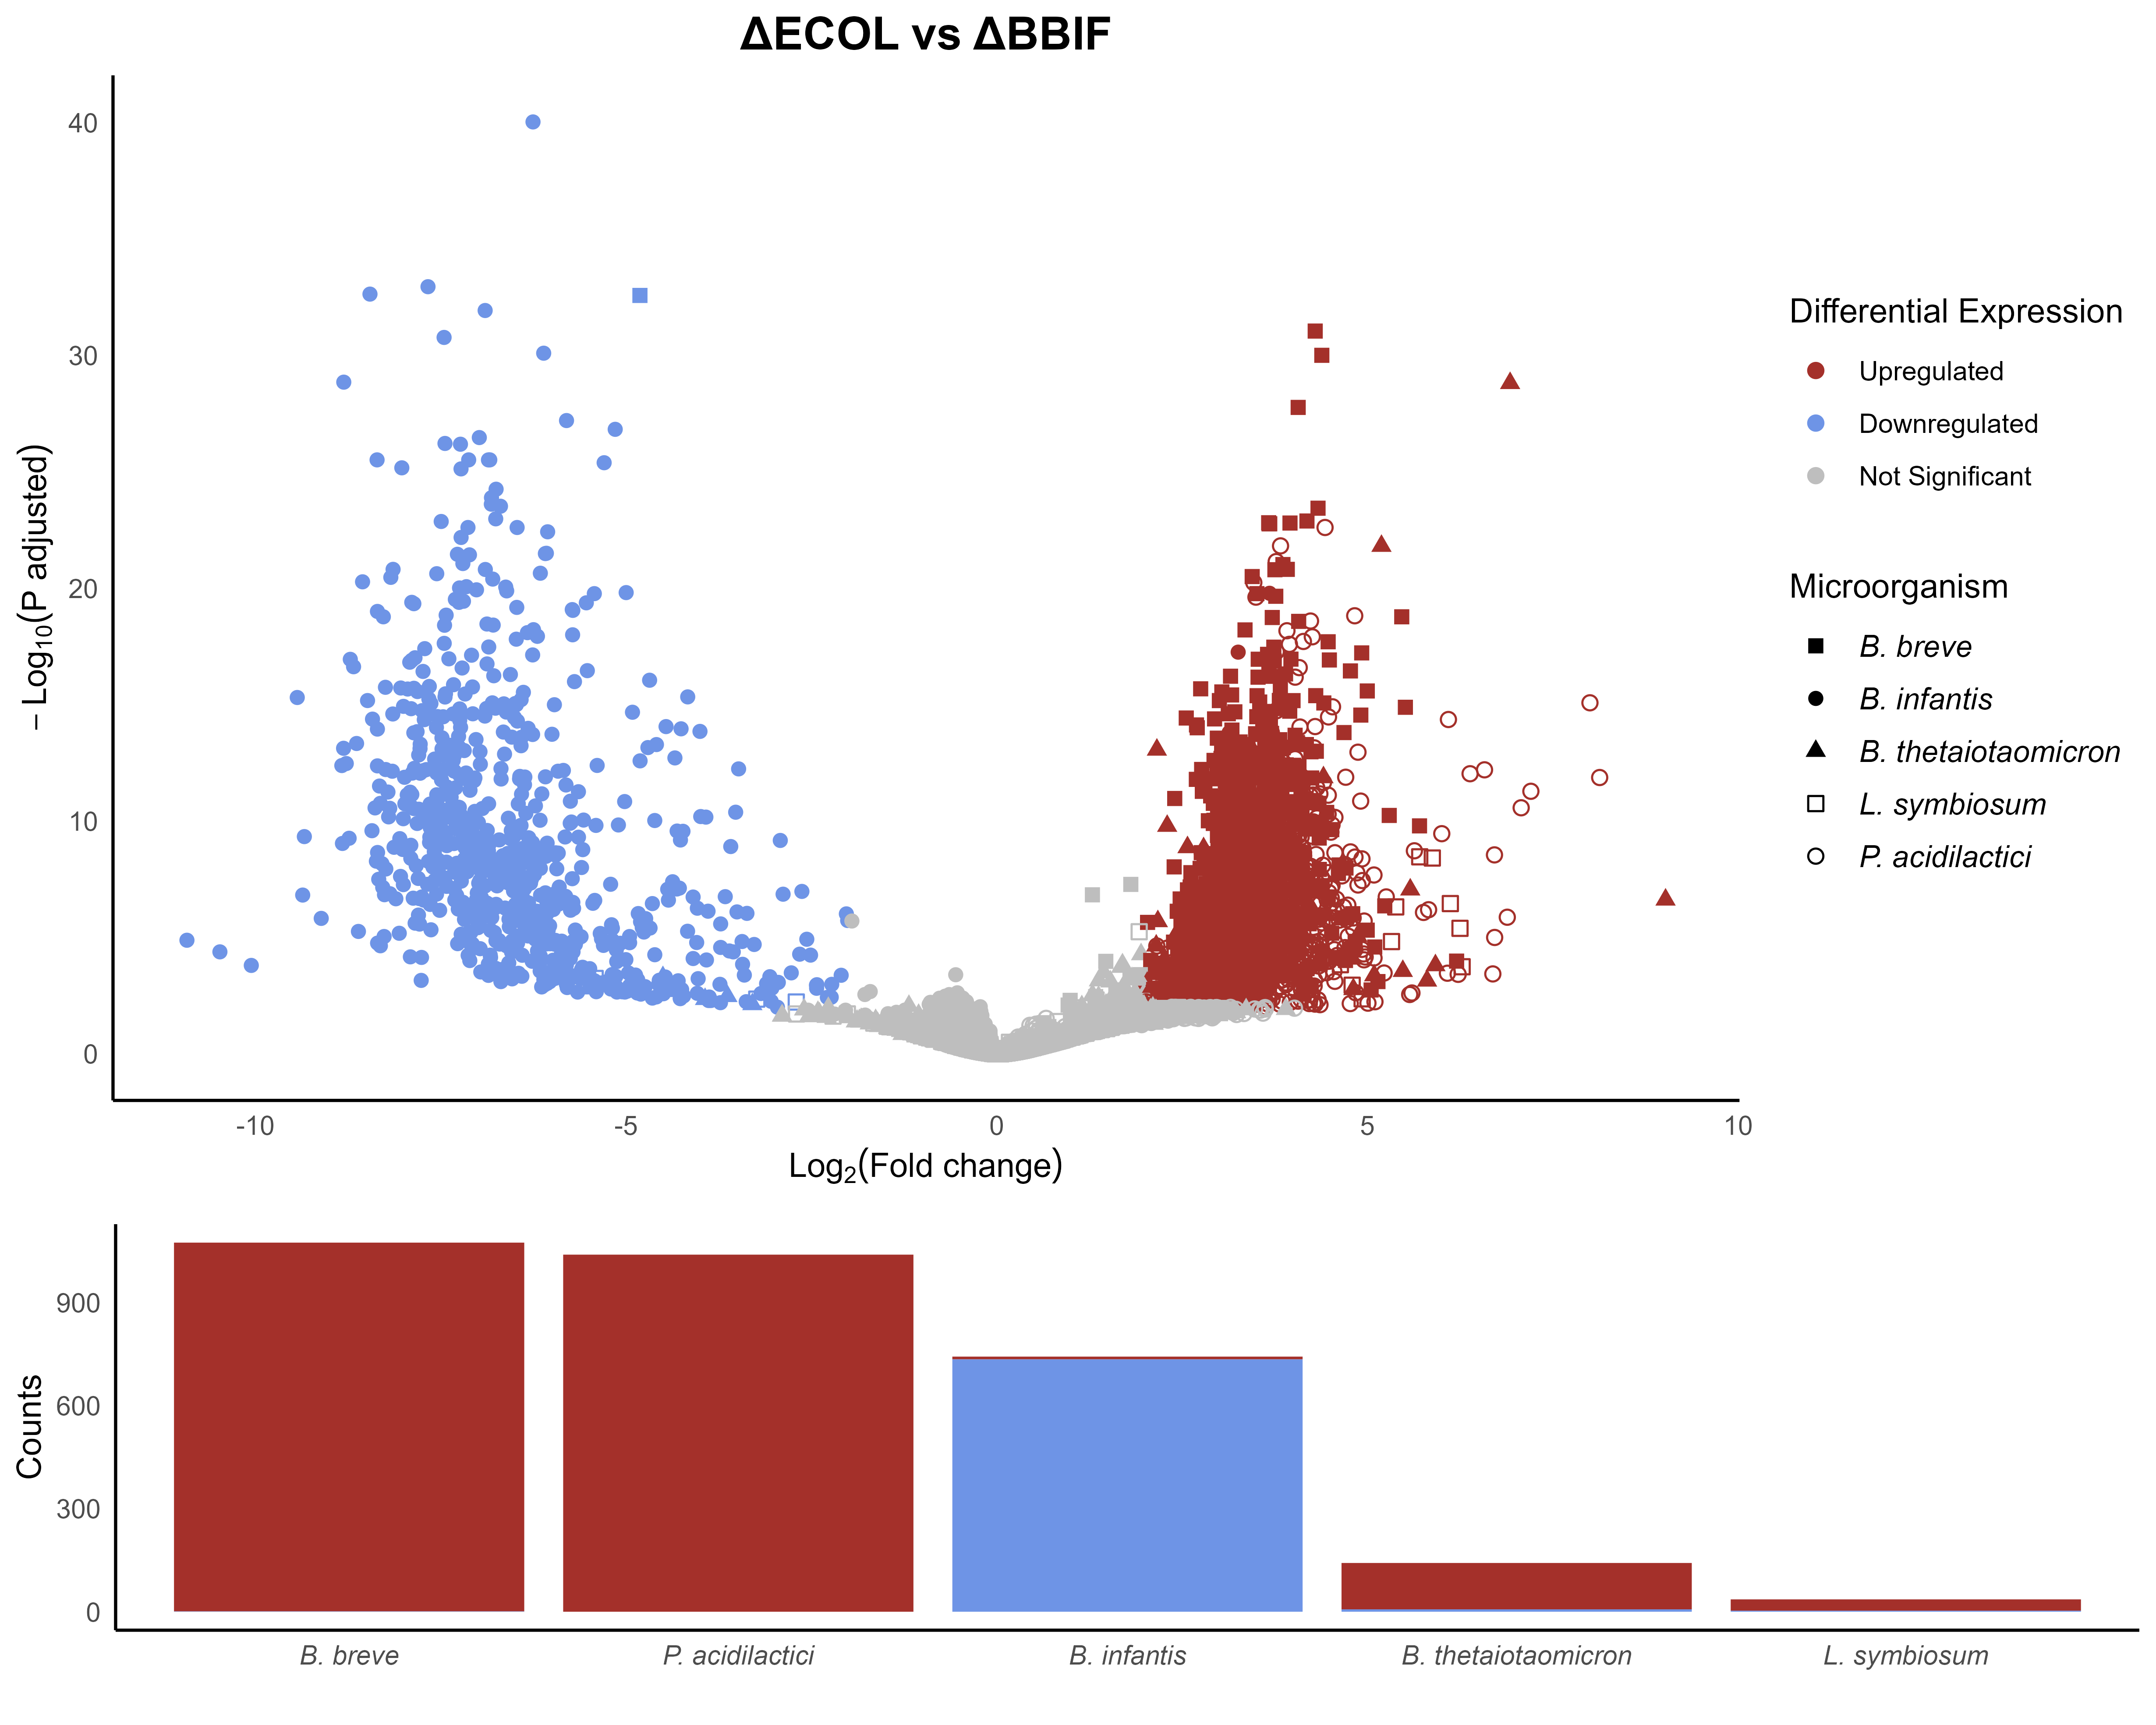 ΔECOL vs ΔBBIF
40
30
20
10
0
– Log10(P adjusted)
-10 -5 0 5 10
Log2(Fold change)
Differential Expression
Upregulated
Downregulated
Not Significant
Microorganism
B. breve
B. infantis
B. thetaiotaomicron
L. symbiosum
P. acidilactici
900
600
300
0
Counts
B. breve P. acidilactici B. infantis B. thetaiotaomicron L. symbiosum